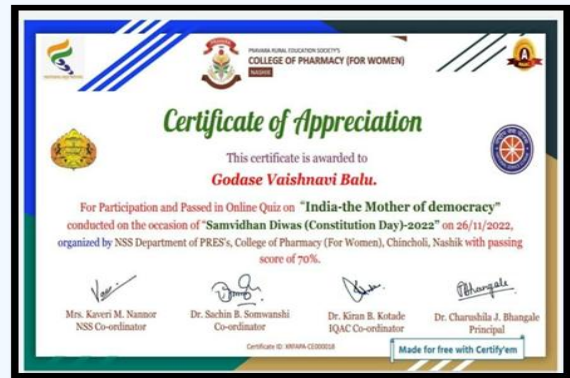 PRAVARA RURAL EDUCATION SOCIETY'S
COLLEGE OF PHARMACY (FOR WOMEN)
NASHIK
Certificate of Appreciation
This certificate is awarded to
Godase Vaishnavi Balu.
For Participation and Passed in Online Quiz on "India-the Mother of democracy"
conducted on the occasion of "Samvidhan Diwas (Constitution Day)-2022" on 26/11/2022,
organized by NSS Department of PRES's, College of Pharmacy (For Women), Chincholi, Nashik with passing
score of 70%.
Bhangale
Mrs. Kaveri M. Nannor
NSS Co-ordinator
Dr. Sachin B. Somwanshi
Co-ordinator
Dr. Kiran B. Kotade
IQAC Co-ordinator
Dr. Charushila J. Bhangale
Principal
Made for free with Certify'em